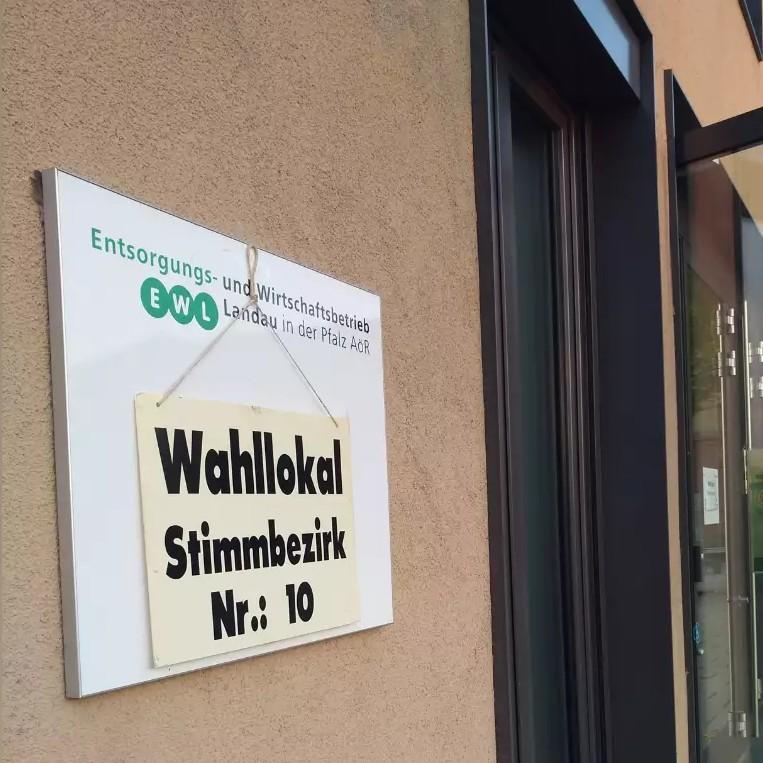 Entsorgungs- und Wirtschaftsbetrieb
EWL Landau in der Pfalz AöR
Wahllokal
Stimmbezirk
Nr.: 10